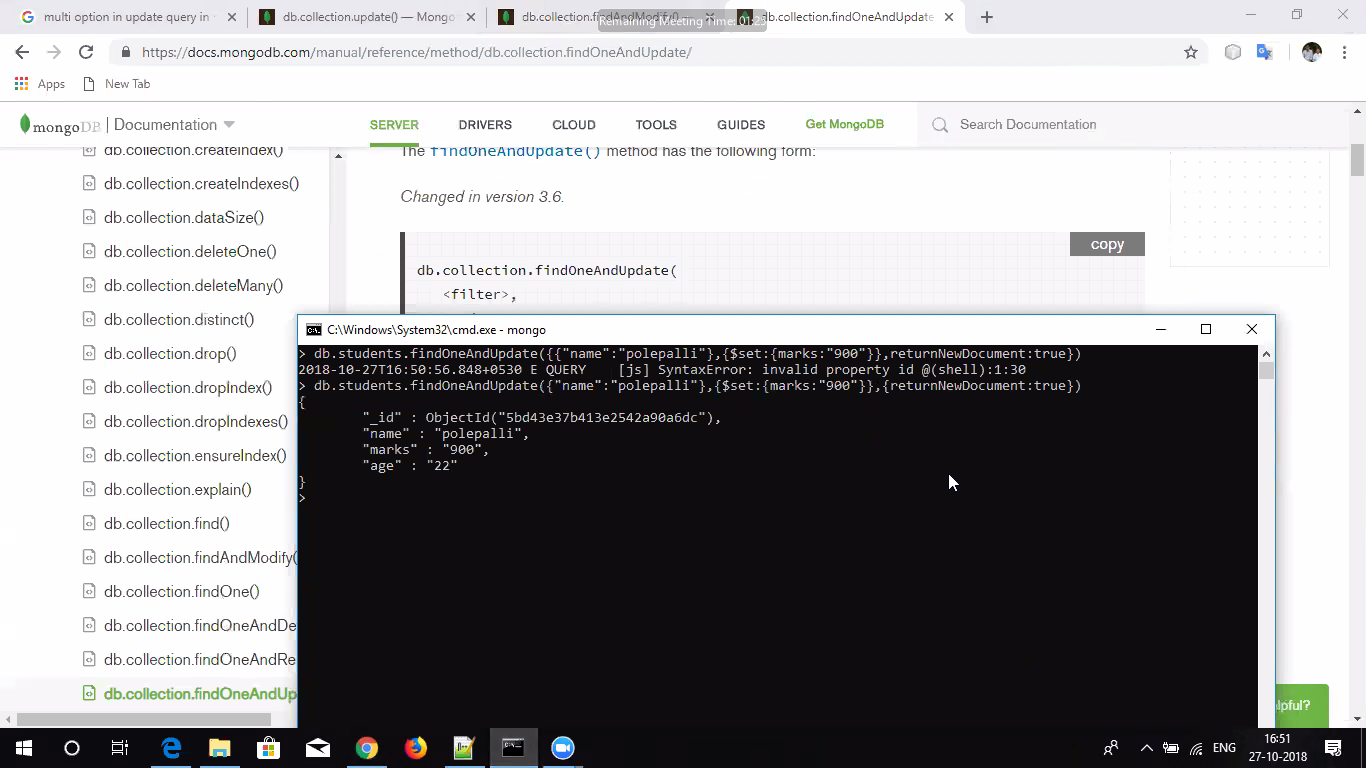 multi option in update query in
db.collection.update() — Mongo
db.collection.findAndModify()
db.collection.findOneAndUpdate
Remaining Meeting Time: 01:25
https://docs.mongodb.com/manual/reference/method/db.collection.findOneAndUpdate/
Apps
New Tab
mongoDB | Documentation
SERVER
DRIVERS
CLOUD
TOOLS
GUIDES
Get MongoDB
Search Documentation
db.collection.createIndex()
db.collection.createIndexes()
db.collection.dataSize()
db.collection.deleteOne()
db.collection.deleteMany()
db.collection.distinct()
db.collection.drop()
db.collection.dropIndex()
db.collection.dropIndexes()
db.collection.ensureIndex()
db.collection.explain()
db.collection.find()
db.collection.findAndModify(
db.collection.findOne()
db.collection.findOneAndDe
db.collection.findOneAndRe
db.collection.findOneAndUp
The findOneAndUpdate() method has the following form:
Changed in version 3.6.
copy
db.collection.findOneAndUpdate(
<filter>,
C:\Windows\System32\cmd.exe - mongo
> db.students.findOneAndUpdate({{"name":"polepalli"},{$set:{marks:"900"}},returnNewDocument:true})
2018-10-27T16:50:56.848+0530 E QUERY    [js] SyntaxError: invalid property id @(shell):1:30
> db.students.findOneAndUpdate({"name":"polepalli"},{$set:{marks:"900"}},{returnNewDocument:true})
{
"_id" : ObjectId("5bd43e37b413e2542a90a6dc"),
"name" : "polepalli",
"marks" : "900",
"age" : "22"
}
>
elpful?
ENG
16:51
27-10-2018